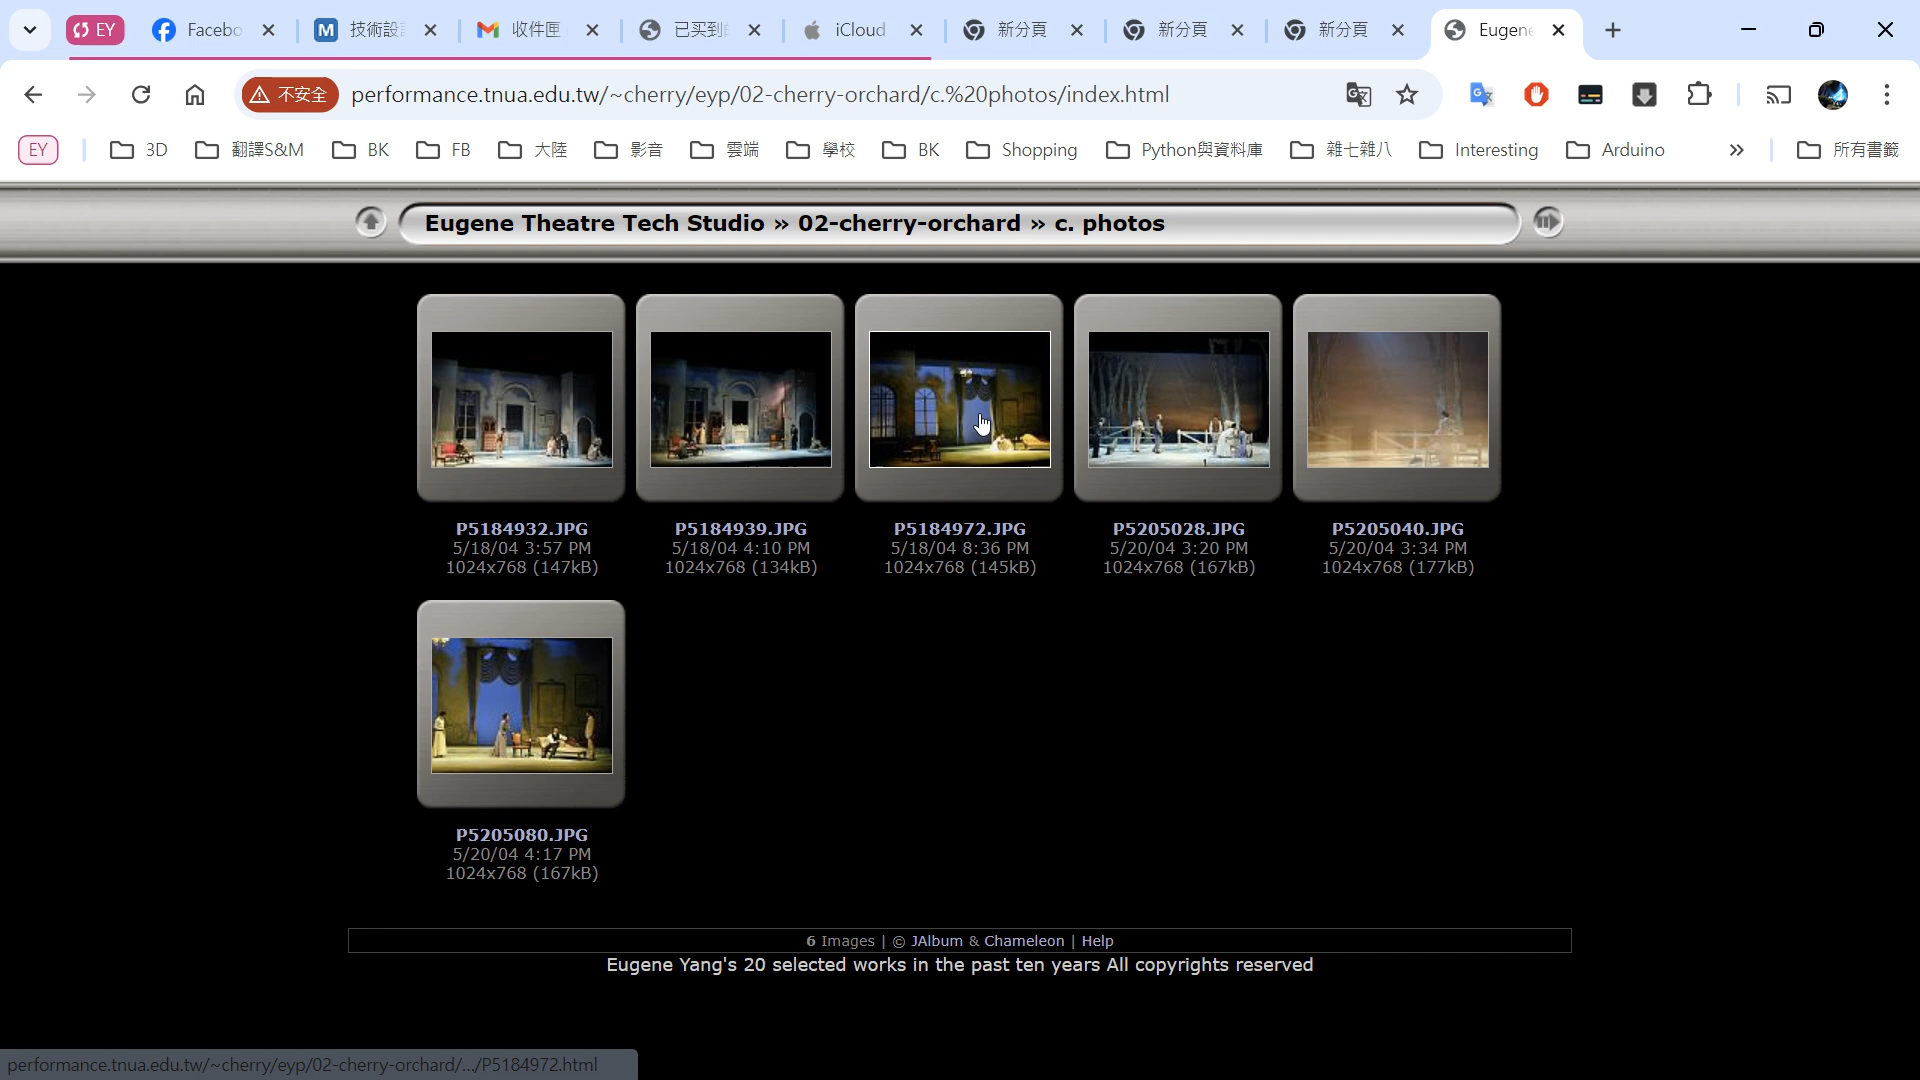 EY
Facebo
技術設
收件匣
已买到
iCloud
新分頁
新分頁
新分頁
Eugene
不安全
performance.tnua.edu.tw/~cherry/eyp/02-cherry-orchard/c.%20photos/index.html
EY
3D
翻譯S&M
BK
FB
大陸
影音
雲端
學校
BK
Shopping
Python與資料庫
雜七雜八
Interesting
Arduino
»
所有書籤
Eugene Theatre Tech Studio » 02-cherry-orchard » c. photos
P5184932.JPG
5/18/04 3:57 PM
1024x768 (147kB)
P5184939.JPG
5/18/04 4:10 PM
1024x768 (134kB)
P5184972.JPG
5/18/04 8:36 PM
1024x768 (145kB)
P5205028.JPG
5/20/04 3:20 PM
1024x768 (167kB)
P5205040.JPG
5/20/04 3:34 PM
1024x768 (177kB)
P5205080.JPG
5/20/04 4:17 PM
1024x768 (167kB)
6 Images | © JAlbum & Chameleon | Help
Eugene Yang's 20 selected works in the past ten years All copyrights reserved
performance.tnua.edu.tw/~cherry/eyp/02-cherry-orchard/.../P5184972.html